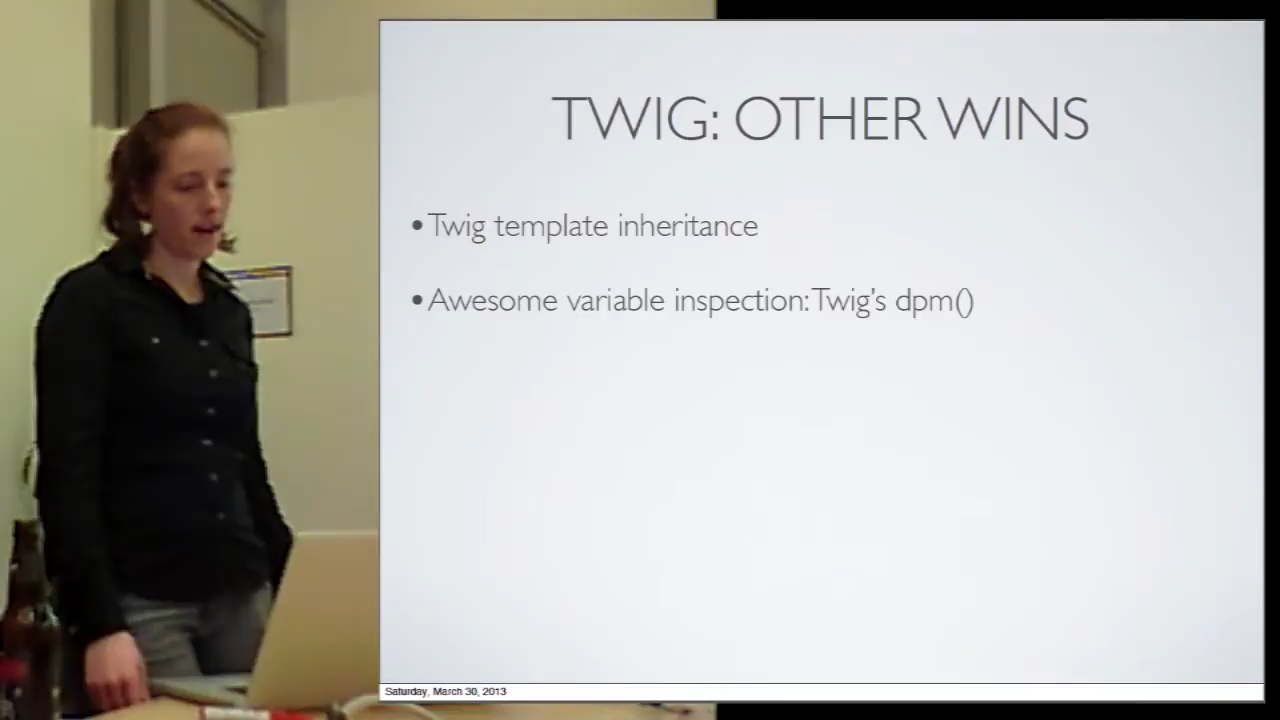 TWIG: OTHER WINS
•Twig template inheritance
•Awesome variable inspection: Twig's dpm()
Saturday, March 30, 2013